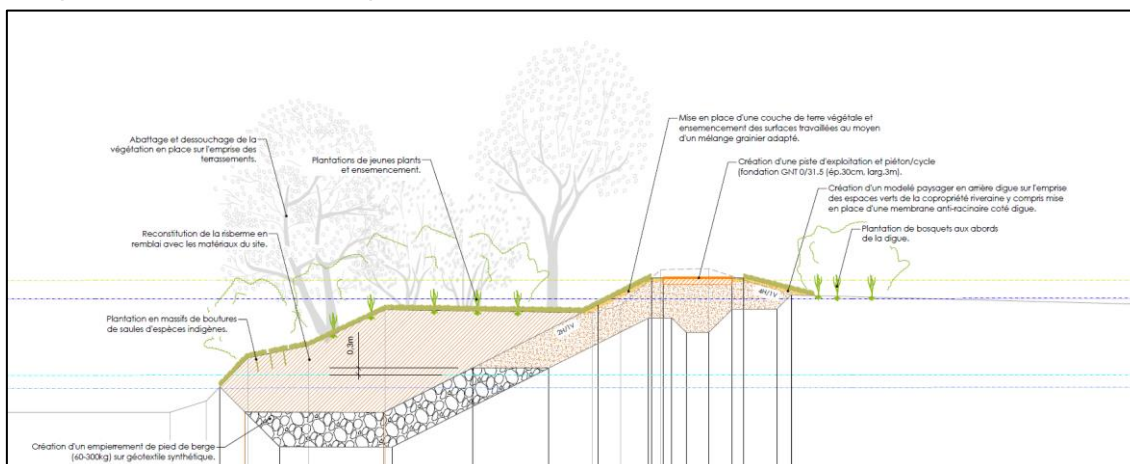 Mise en place d'une couche de terre végétale et
ensemencement des surfaces travaillées au moyen
d'un mélange grainier adapté.
Abattage et dessouchage de la
végétation en place sur l'emprise des
terrassements.
Plantations de jeunes plants
et ensemencement.
Création d'une piste d'exploitation et piéton/cycle
(fondation GNT 0/31.5 (ép.30cm, larg.3m).
Création d'un modelé paysager en arrière digue sur l'emprise
des espaces verts de la copropriété riveraine y compris mise
en place d'une membrane anti-racinaire coté digue.
Reconstitution de la risberme en
remblai avec les matériaux du site.
Plantation de bosquets aux abords
de la digue.
4H/1V
Plantation en massifs de boutures
de saules d'espèces indigènes.
2H/1V
0,3m
Création d'un empierrement de pied de berge
(60-300kg) sur géotextile synthétique.